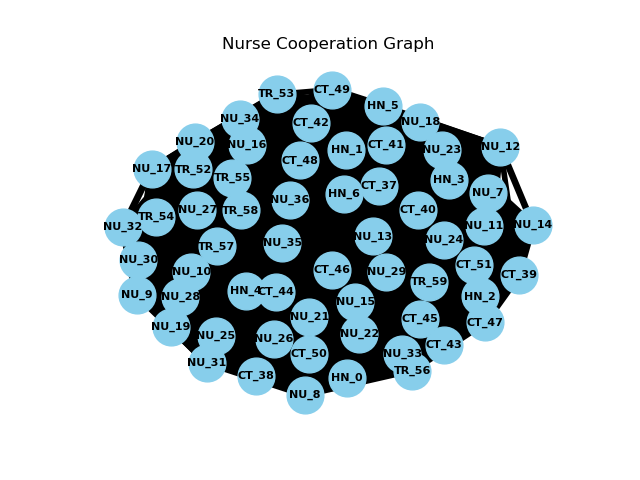 Nurse Cooperation Graph
TR_53
CT_49
HN_5
NU_34
CT_42
NU_18
NU_20
NU_16
CT_48
HN_1
CT_41
NU_23
NU_12
NU_17
TR_52
TR_55
NU_36
HN_6
CT_37
HN_3
NU_7
NU_32
TR_54
NU_27
TR_58
CT_40
NU_11
NU_14
NU_30
TR_57
NU_35
NU_13
NU_24
NU_9
NU_10
CT_46
NU_29
CT_51
CT_39
NU_28
HN_4
CT_44
NU_15
TR_59
HN_2
NU_19
NU_21
CT_45
CT_47
NU_25
NU_26
NU_22
CT_43
NU_31
CT_50
NU_33
CT_38
HN_0
TR_56
NU_8